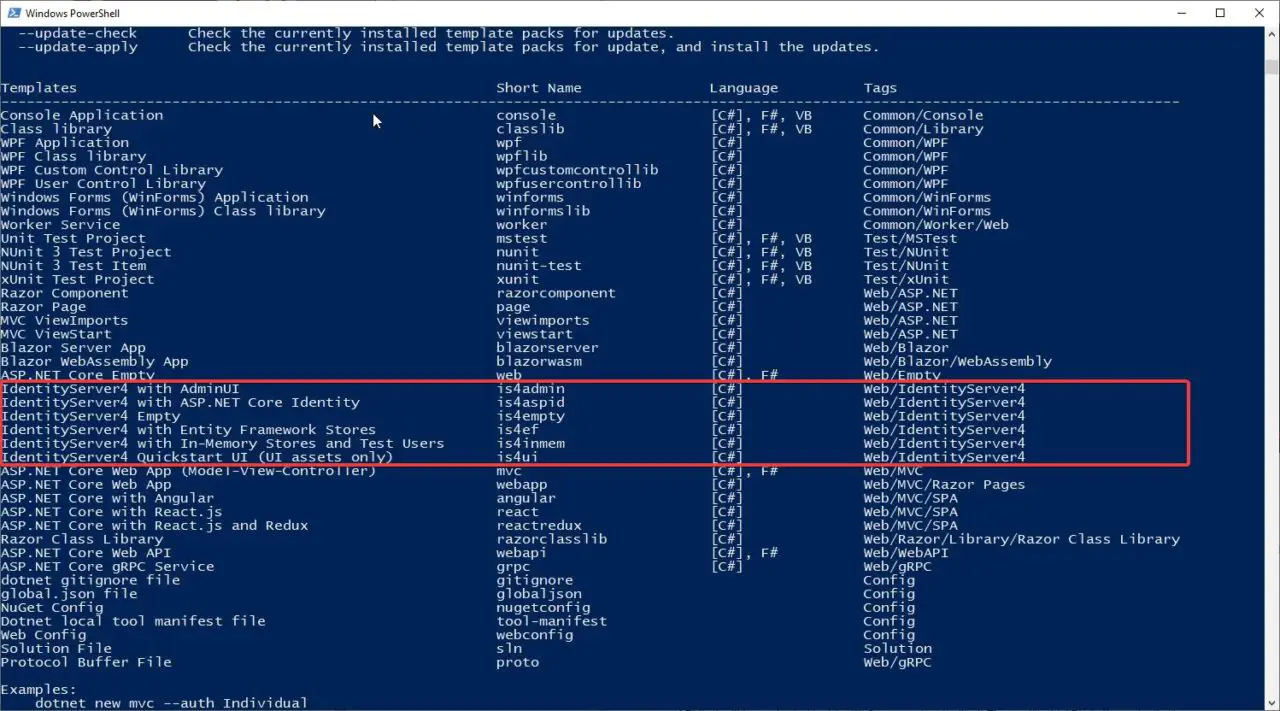 Windows PowerShell
--update-check      Check the currently installed template packs for updates.
--update-apply      Check the currently installed template packs for update, and install the updates.
Templates                                         Short Name               Language          Tags
----------------------------------------------------------------------------------------------------------------------------------
Console Application                               console                  [C#], F#, VB      Common/Console
Class library                                     classlib                 [C#], F#, VB      Common/Library
WPF Application                                   wpf                      [C#]              Common/WPF
WPF Class library                                 wpflib                   [C#]              Common/WPF
WPF Custom Control Library                        wpfcustomcontrollib      [C#]              Common/WPF
WPF User Control Library                          wpfusercontrollib        [C#]              Common/WPF
Windows Forms (WinForms) Application              winforms                 [C#]              Common/WinForms
Windows Forms (WinForms) Class library            winformslib              [C#]              Common/WinForms
Worker Service                                    worker                   [C#]              Common/Worker/Web
Unit Test Project                                 mstest                   [C#], F#, VB      Test/MSTest
NUnit 3 Test Project                              nunit                    [C#], F#, VB      Test/NUnit
NUnit 3 Test Item                                 nunit-test               [C#], F#, VB      Test/NUnit
xUnit Test Project                                xunit                    [C#], F#, VB      Test/xUnit
Razor Component                                   razorcomponent           [C#]              Web/ASP.NET
Razor Page                                        page                     [C#]              Web/ASP.NET
MVC ViewImports                                   viewimports              [C#]              Web/ASP.NET
MVC ViewStart                                     viewstart                [C#]              Web/ASP.NET
Blazor Server App                                 blazorserver             [C#]              Web/Blazor
Blazor WebAssembly App                            blazorwasm               [C#]              Web/Blazor/WebAssembly
ASP.NET Core Empty                                web                      [C#], F#          Web/Empty
IdentityServer4 with AdminUI                      is4admin                 [C#]              Web/IdentityServer4
IdentityServer4 with ASP.NET Core Identity        is4aspid                 [C#]              Web/IdentityServer4
IdentityServer4 Empty                             is4empty                 [C#]              Web/IdentityServer4
IdentityServer4 with Entity Framework Stores      is4ef                    [C#]              Web/IdentityServer4
IdentityServer4 with In-Memory Stores and Test Users    is4inmem           [C#]              Web/IdentityServer4
IdentityServer4 Quickstart UI (UI assets only)    is4ui                    [C#]              Web/IdentityServer4
ASP.NET Core Web App (Model-View-Controller)      mvc                      [C#], F#          Web/MVC
ASP.NET Core Web App                              webapp                   [C#]              Web/MVC/Razor Pages
ASP.NET Core with Angular                         angular                  [C#]              Web/MVC/SPA
ASP.NET Core with React.js                        react                    [C#]              Web/MVC/SPA
ASP.NET Core with React.js and Redux              reactredux               [C#]              Web/MVC/SPA
Razor Class Library                               razorclasslib            [C#]              Web/Razor/Library/Razor Class Library
ASP.NET Core Web API                              webapi                   [C#], F#          Web/WebAPI
ASP.NET Core gRPC Service                         grpc                     [C#]              Web/gRPC
dotnet gitignore file                             gitignore                                  Config
global.json file                                  globaljson                                 Config
NuGet Config                                      nugetconfig                                Config
Dotnet local tool manifest file                   tool-manifest                              Config
Web Config                                        webconfig                                  Config
Solution File                                     sln                                        Solution
Protocol Buffer File                              proto                                      Web/gRPC
Examples:
dotnet new mvc --auth Individual